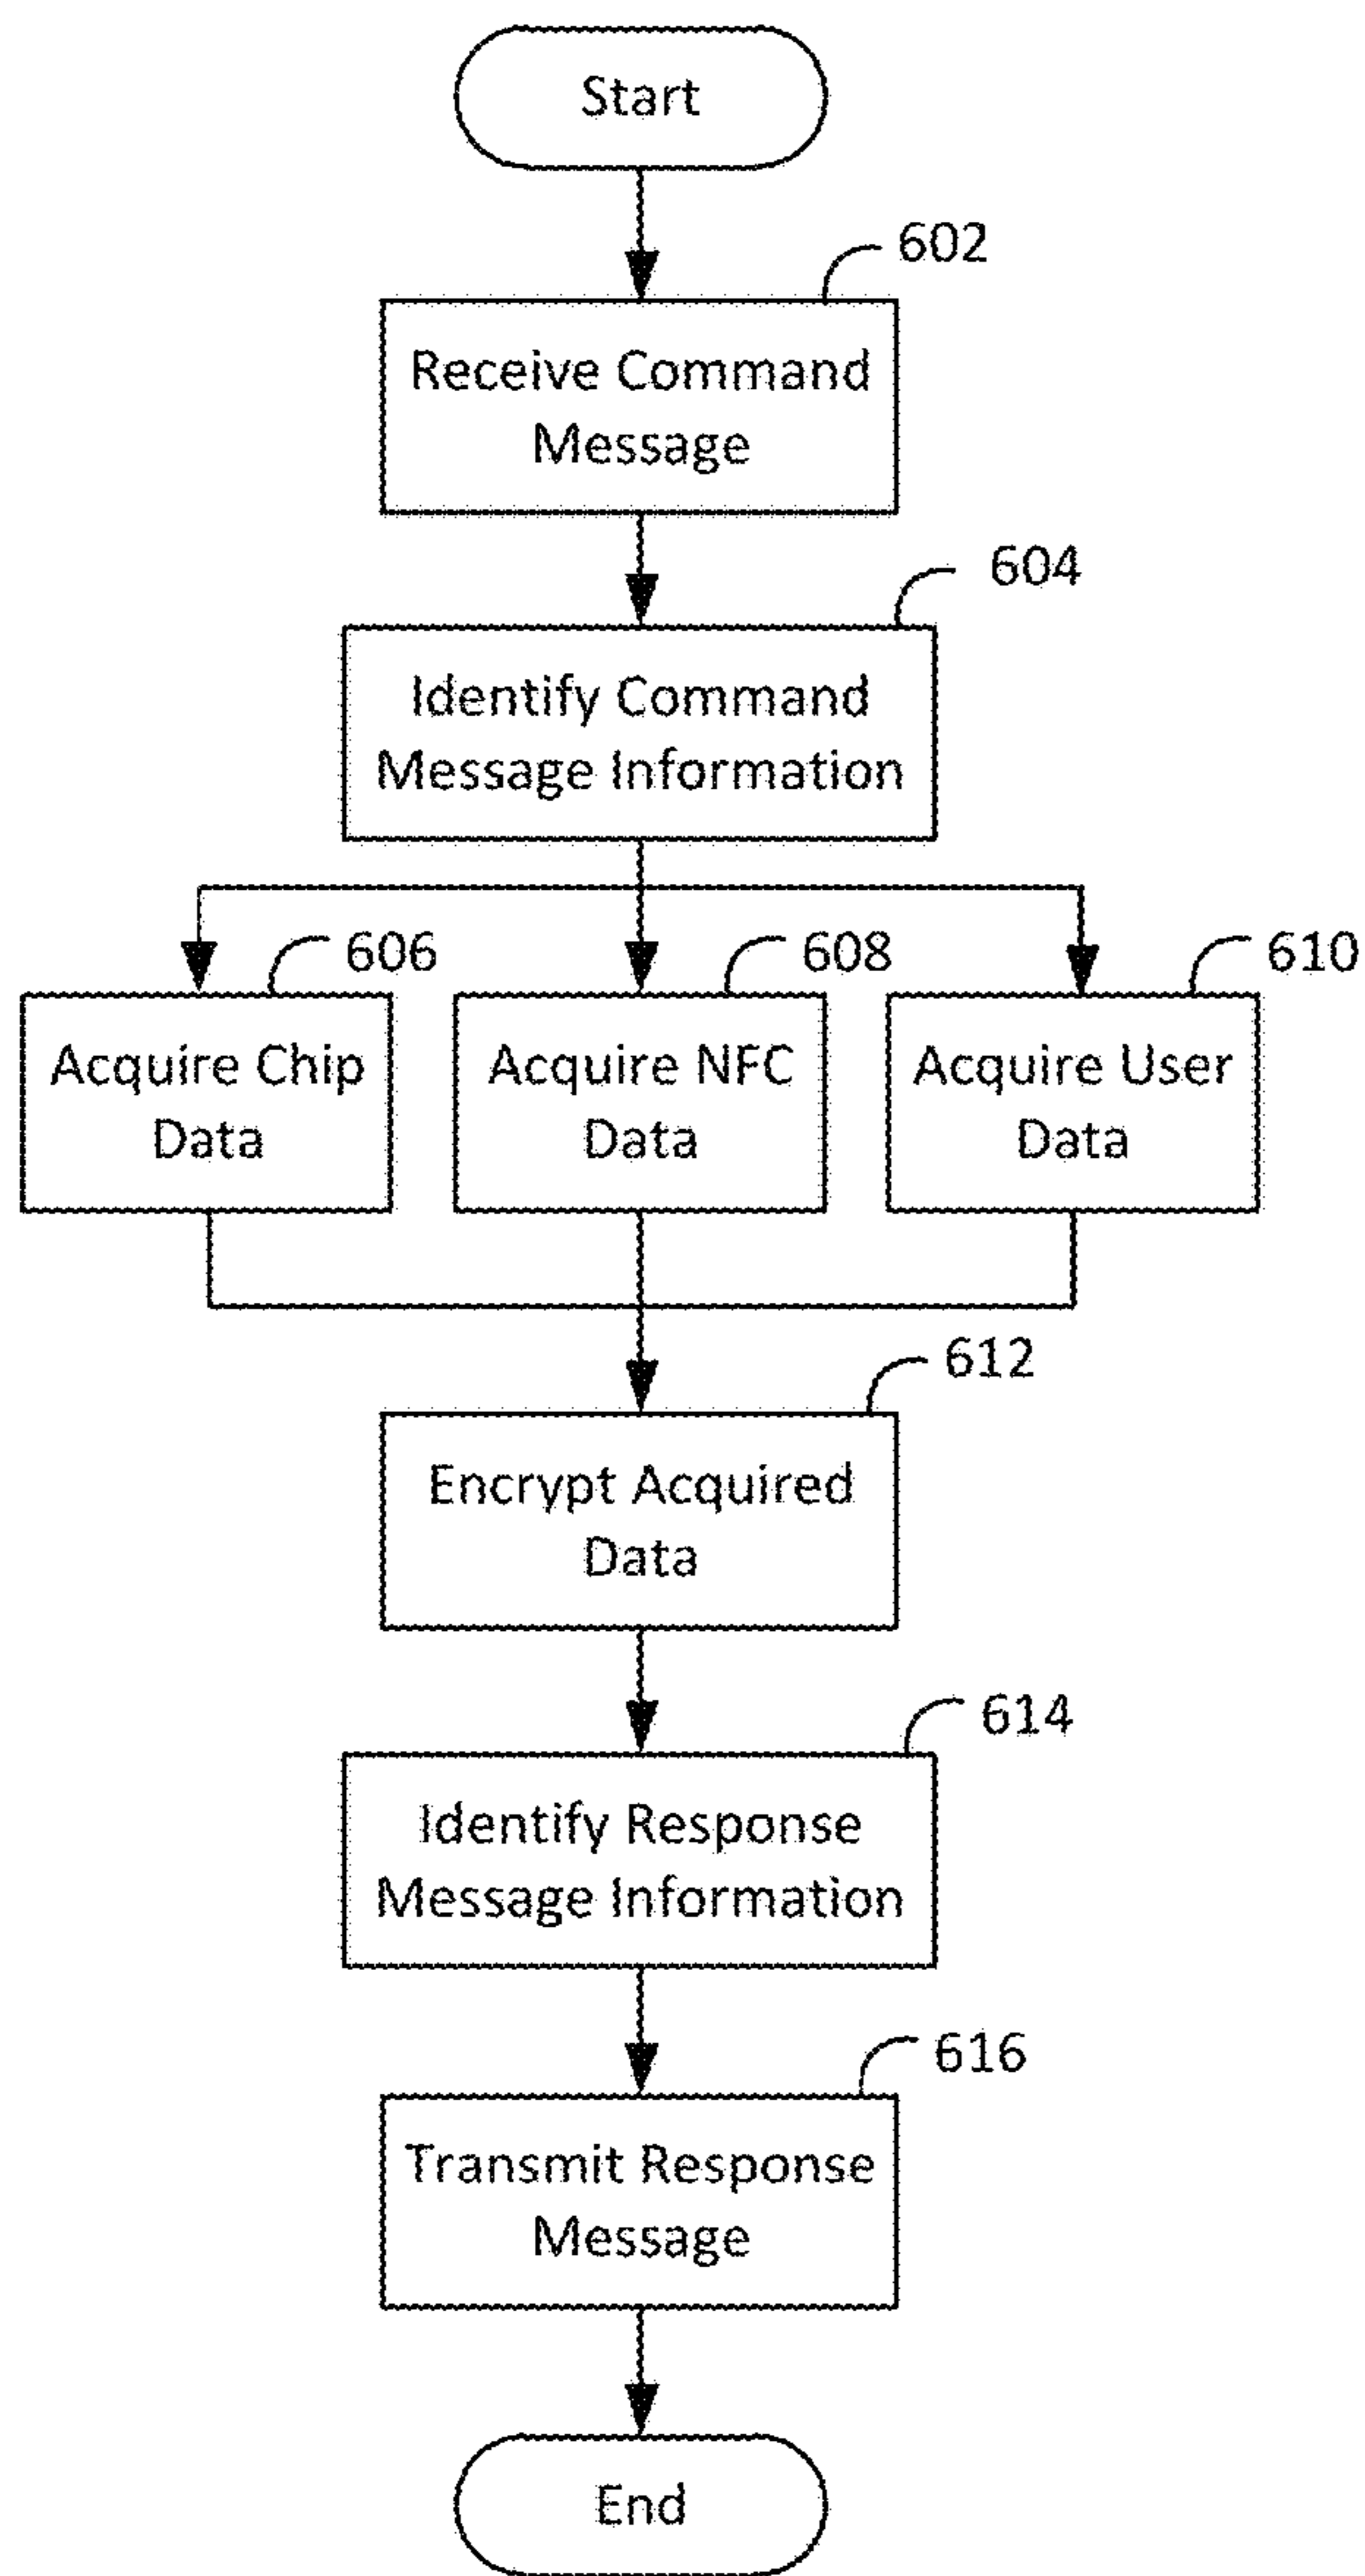 Start
602
Receive Command
Message
604
Identify Command
Message Information
606
608
610
Acquire Chip
Data
Acquire NFC
Data
Acquire User
Data
612
Encrypt Acquired
Data
614
Identify Response
Message Information
616
Transmit Response
Message
End